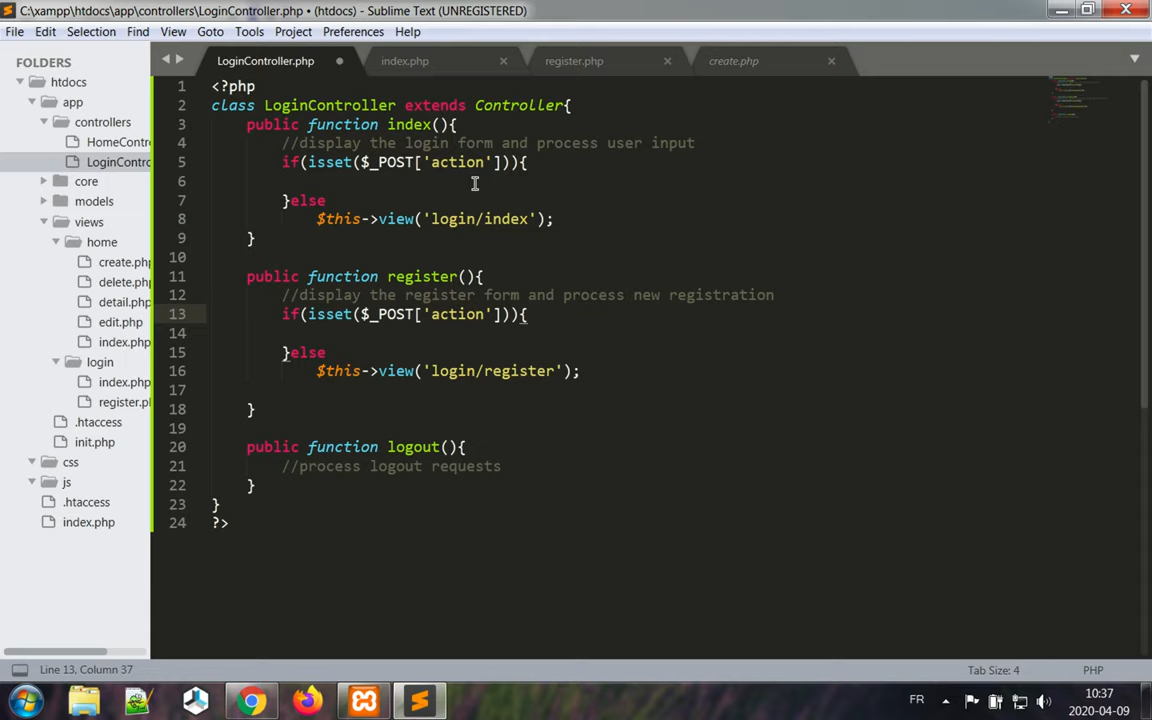 C:\xampp\htdocs\app\controllers\LoginController.php • (htdocs) - Sublime Text (UNREGISTERED)
File Edit Selection Find View Goto Tools Project Preferences Help
FOLDERS
htdocs
app
controllers
HomeContr
LoginContro
core
models
views
home
create.php
delete.php
detail.php
edit.php
index.php
login
index.php
register.p
.htaccess
init.php
css
js
.htaccess
index.php
LoginController.php index.php register.php create.php
1 <?php
2 class LoginController extends Controller{
3 public function index(){
4 //display the login form and process user input
5 if(isset($_POST['action'])){
6
7 }else
8 $this->view('login/index');
9 }
10
11 public function register(){
12 //display the register form and process new registration
13 if(isset($_POST['action'])){
14
15 }else
16 $this->view('login/register');
17
18 }
19
20 public function logout(){
21 //process logout requests
22 }
23 }
24 ?>
Line 13, Column 37 Tab Size: 4 PHP
FR 10:37
2020-04-09